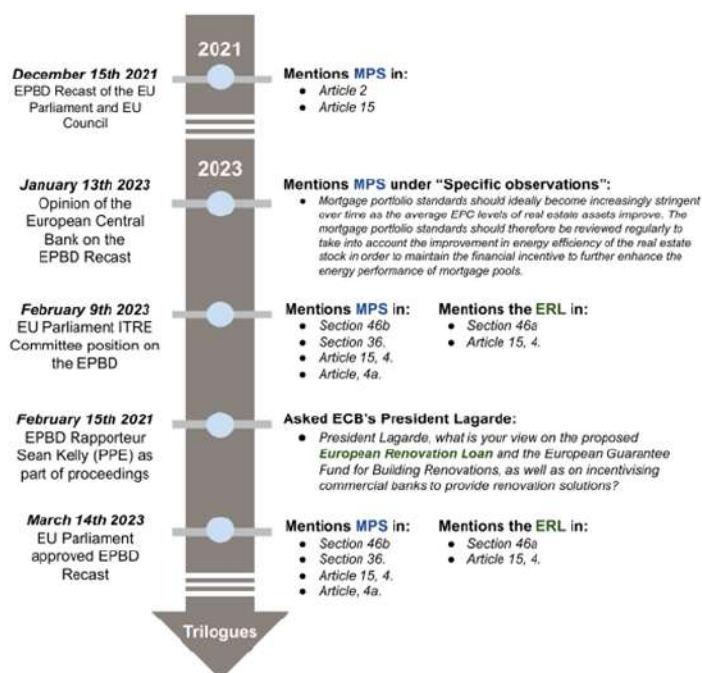 2021
December 15th 2021
EPBD Recast of the EU
Parliament and EU
Council
Mentions MPS in:
● Article 2
● Article 15
2023
January 13th 2023
Opinion of the
European Central
Bank on the
EPBD Recast
Mentions MPS under “Specific observations”:
● Mortgage portfolio standards should ideally become increasingly stringent
over time as the average EPC levels of real estate assets improve. The
mortgage portfolio standards should therefore be reviewed regularly to
take into account the improvement in energy efficiency of the real estate
stock in order to maintain the financial incentive to further enhance the
energy performance of mortgage pools.
February 9th 2023
EU Parliament ITRE
Committee position on
the EPBD
Mentions MPS in:
● Section 46b
● Section 36.
● Article 15, 4.
● Article, 4a.
Mentions the ERL in:
● Section 46a
● Article 15, 4.
February 15th 2021
EPBD Rapporteur
Sean Kelly (PPE) as
part of proceedings
Asked ECB’s President Lagarde:
● President Lagarde, what is your view on the proposed
European Renovation Loan and the European Guarantee
Fund for Building Renovations, as well as on incentivising
commercial banks to provide renovation solutions?
March 14th 2023
EU Parliament
approved EPBD
Recast
Mentions MPS in:
● Section 46b
● Section 36.
● Article 15, 4.
● Article, 4a.
Mentions the ERL in:
● Section 46a
● Article 15, 4.
Trilogues